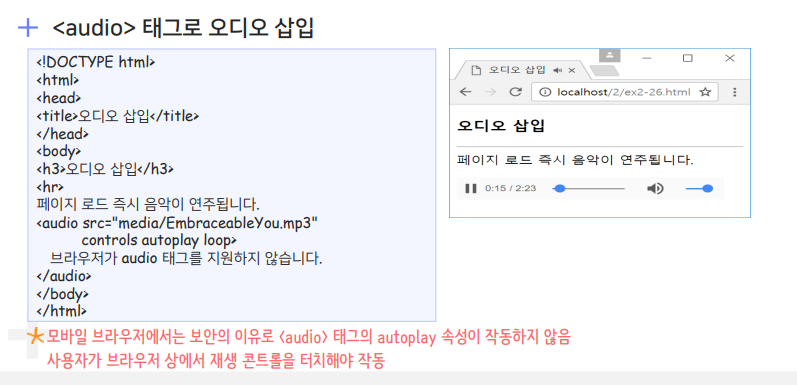 + <audio> 태그로 오디오 삽입
<!DOCTYPE html>
<html>
<head>
<title>오디오 삽입</title>
</head>
<body>
<h3>오디오 삽입</h3>
<hr>
페이지 로드 즉시 음악이 연주됩니다.
<audio src="media/EmbraceableYou.mp3"
controls autoplay loop>
브라우저가 audio 태그를 지원하지 않습니다.
</audio>
</body>
</html>
오디오 삽입
localhost/2/ex2-26.html
오디오 삽입
페이지 로드 즉시 음악이 연주됩니다.
0:15 / 2:23
* 모바일 브라우저에서는 보안의 이유로 <audio> 태그의 autoplay 속성이 작동하지 않음
사용자가 브라우저 상에서 재생 콘트롤을 터치해야 작동